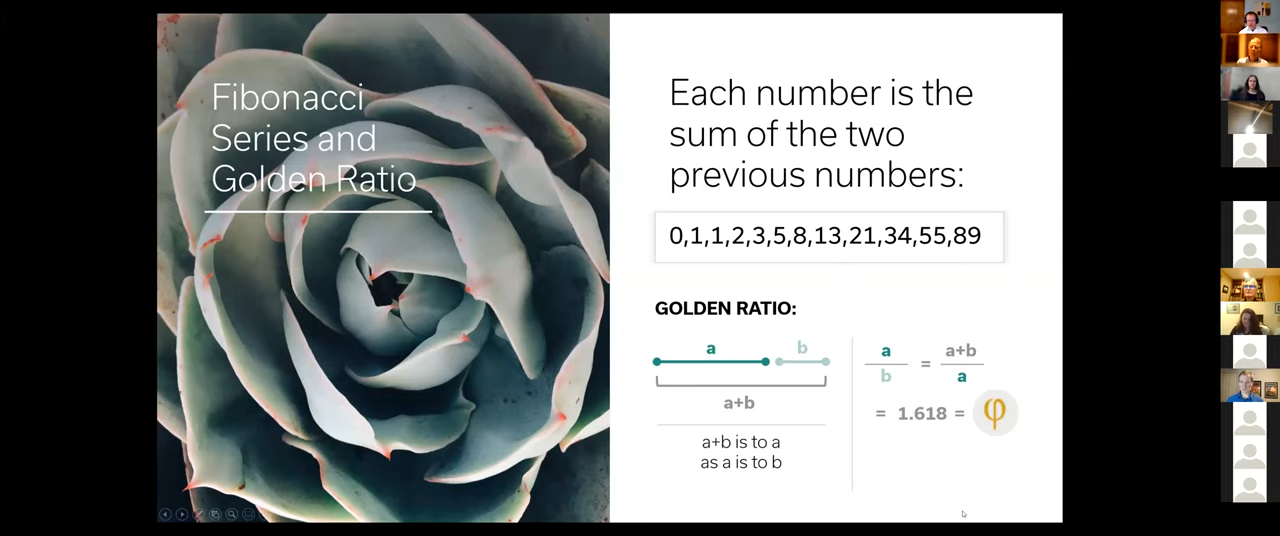 Fibonacci
Series and
Golden Ratio
Each number is the
sum of the two
previous numbers:
0,1,1,2,3,5,8,13,21,34,55,89
GOLDEN RATIO:
a b
a+b
a+b is to a
as a is to b
a/b = a+b/a
= 1.618 = φ